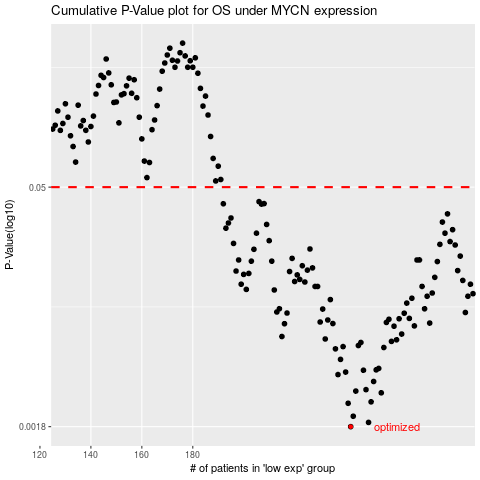 Cumulative P-Value plot for OS under MYCN expression
P-Value(log10)
0.05
0.0018
optimized
120 140 160 180
# of patients in 'low exp' group